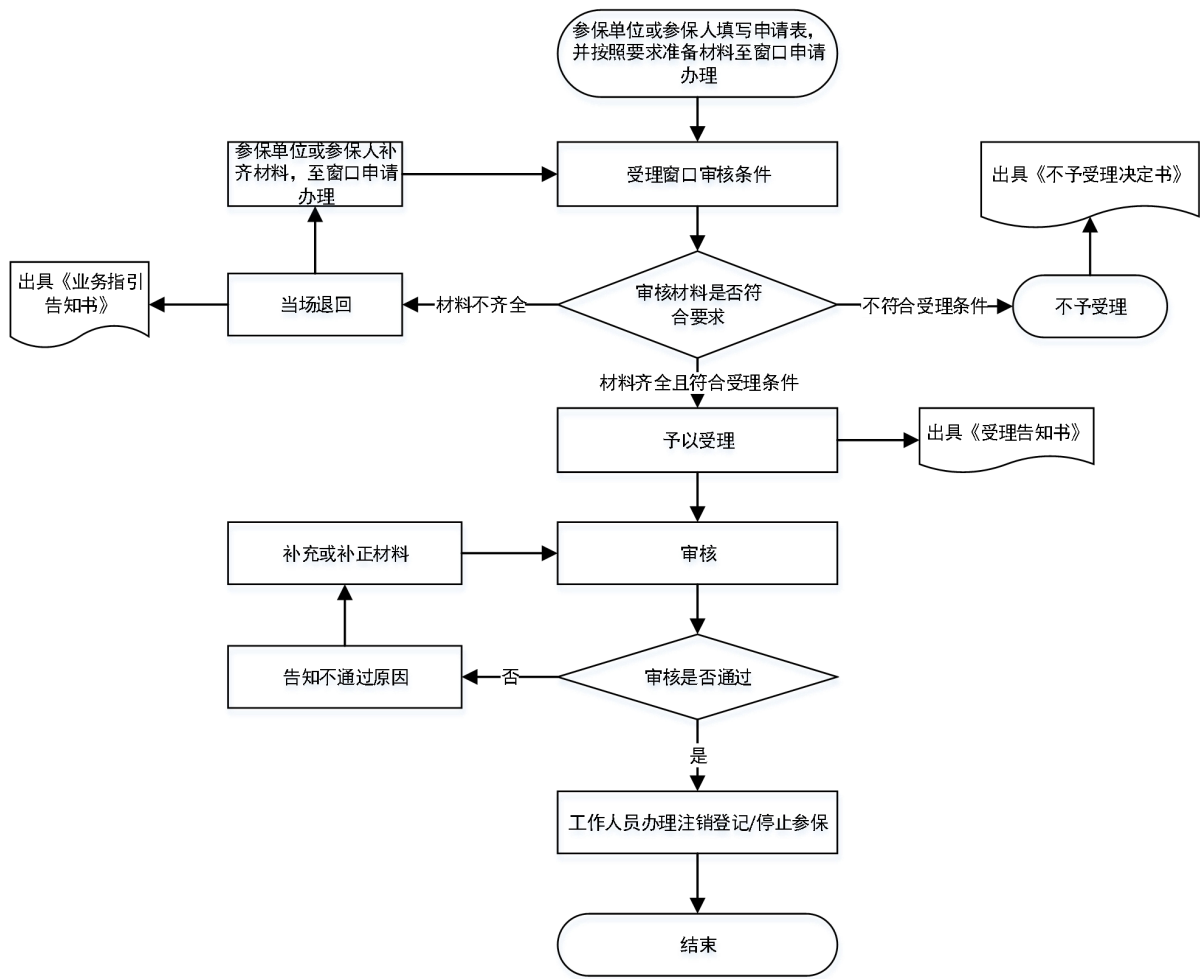 参保单位或参保人填写申请表，
并按照要求准备材料至窗口申请
办理
参保单位或参保人补
齐材料，至窗口申请
办理
受理窗口审核条件
出具《不予受理决定书》
出具《业务指引
告知书》
当场退回
材料不齐全
审核材料是否符
合要求
不符合受理条件
不予受理
材料齐全且符合受理条件
予以受理
出具《受理告知书》
补充或补正材料
审核
告知不通过原因
否
审核是否通过
是
工作人员办理注销登记/停止参保
结束